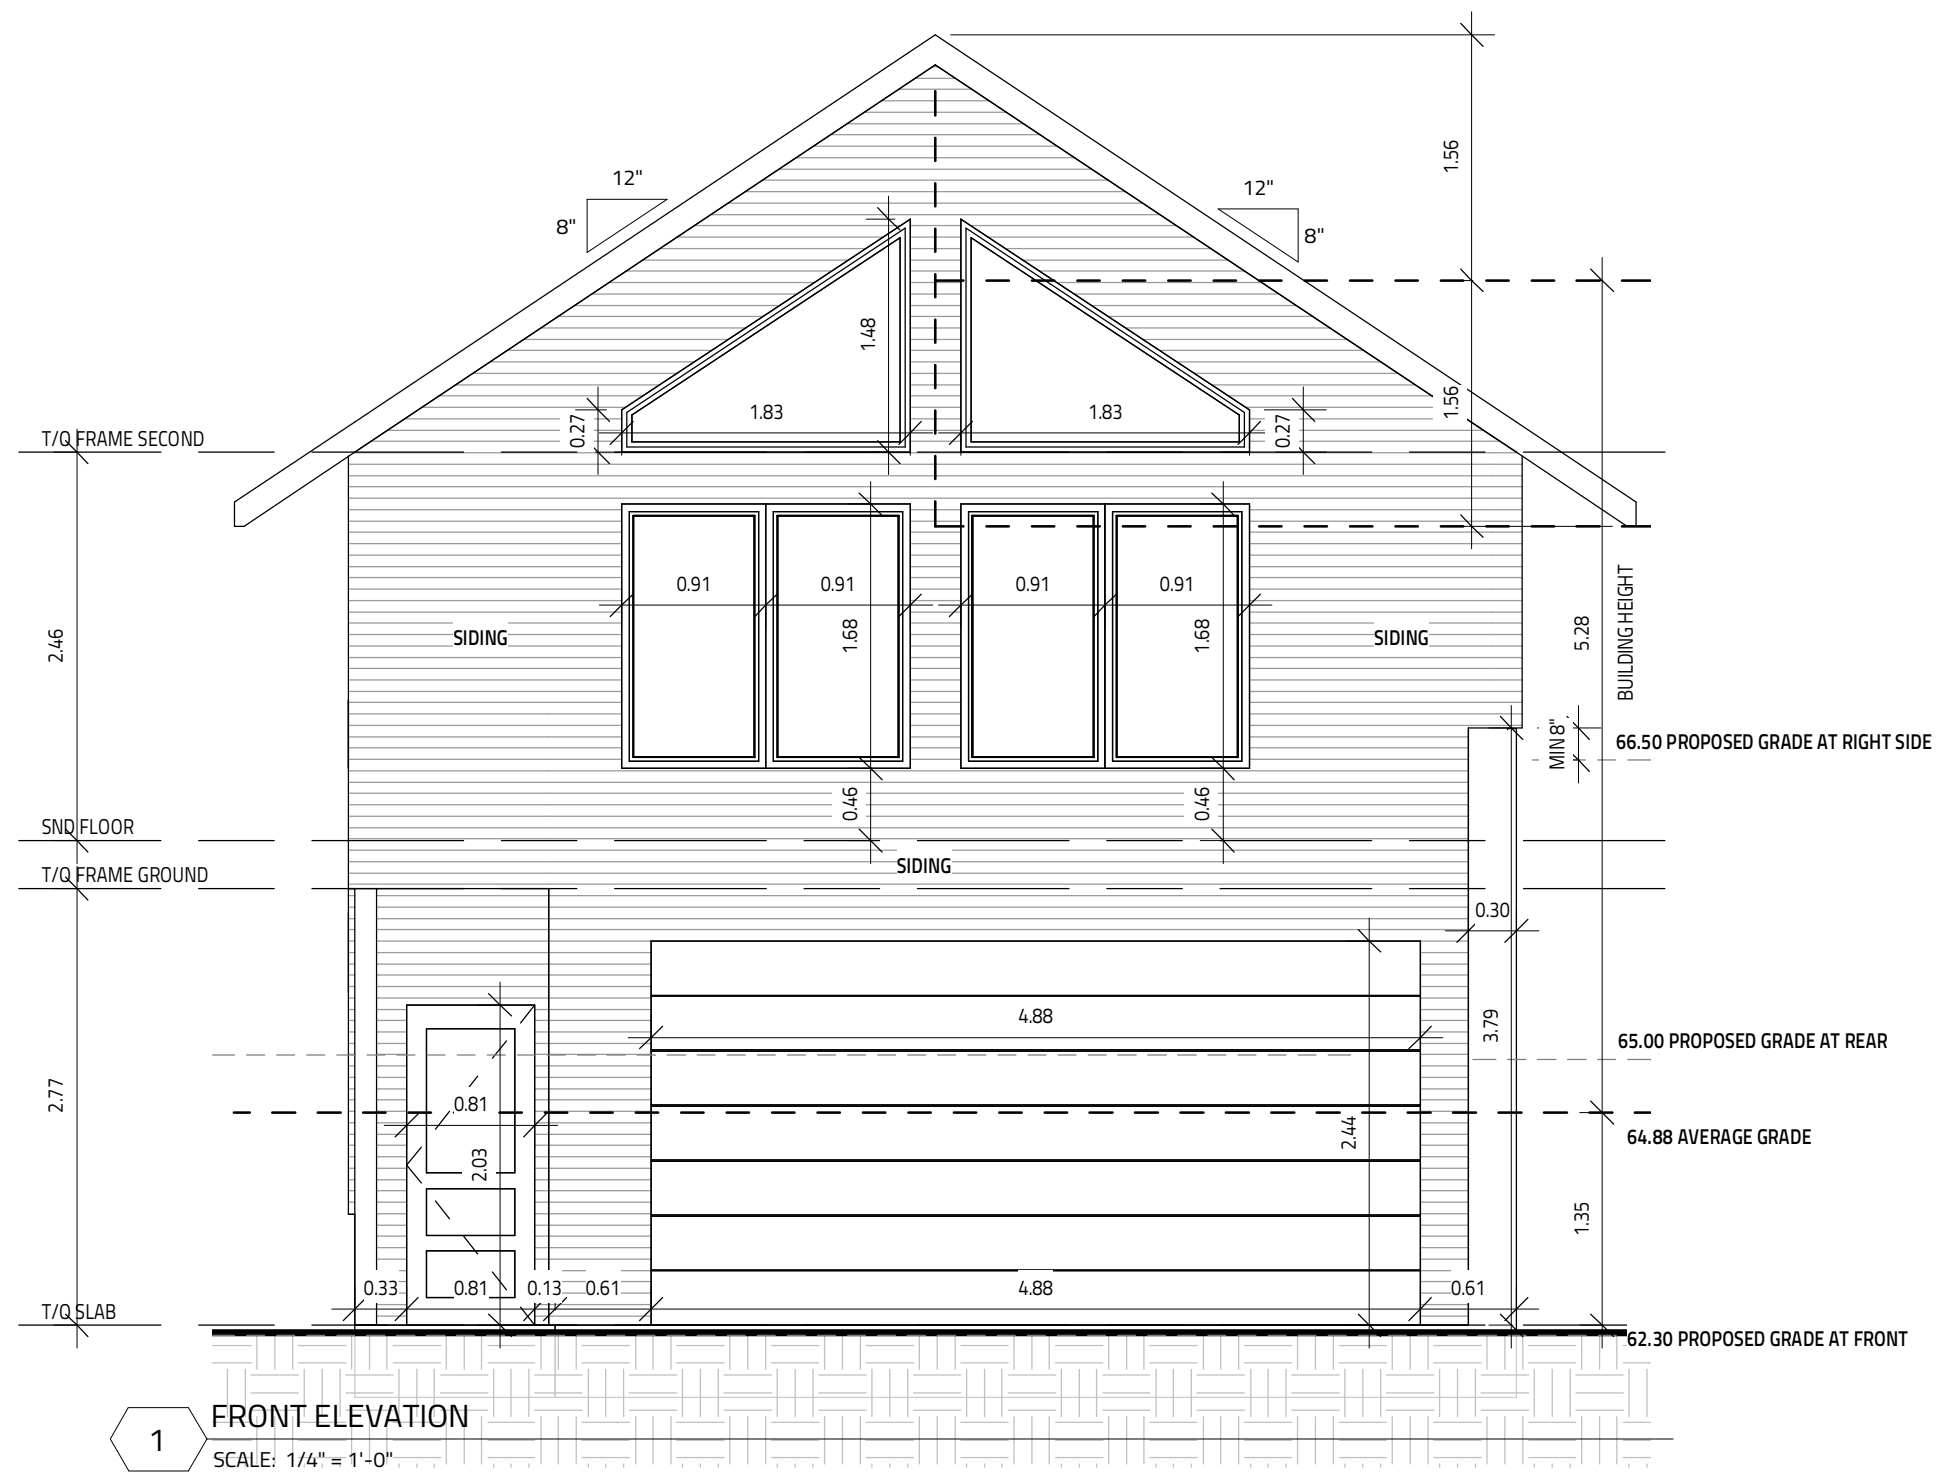 1.56
12"
8"
12"
8"
1.48
1.83
1.83
0.27
0.27
1.56
T/O FRAME SECOND
0.91
0.91
0.91
0.91
1.68
1.68
SIDING
SIDING
2.46
5.28
BUILDING HEIGHT
MIN 8"
66.50 PROPOSED GRADE AT RIGHT SIDE
0.46
0.46
SND FLOOR
SIDING
T/O FRAME GROUND
0.30
4.88
3.79
65.00 PROPOSED GRADE AT REAR
2.77
0.81
2.03
2.44
64.88 AVERAGE GRADE
1.35
0.33
0.81
0.13
0.61
4.88
0.61
T/O SLAB
62.30 PROPOSED GRADE AT FRONT
1
FRONT ELEVATION
SCALE: 1/4" = 1'-0"